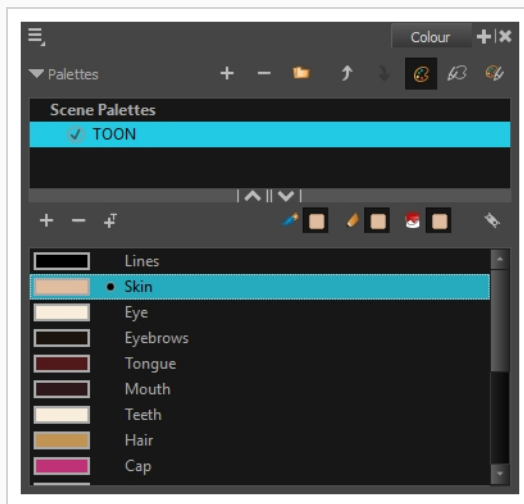 Colour
Palettes
Scene Palettes
TOON
Lines
Skin
Eye
Eyebrows
Tongue
Mouth
Teeth
Hair
Cap